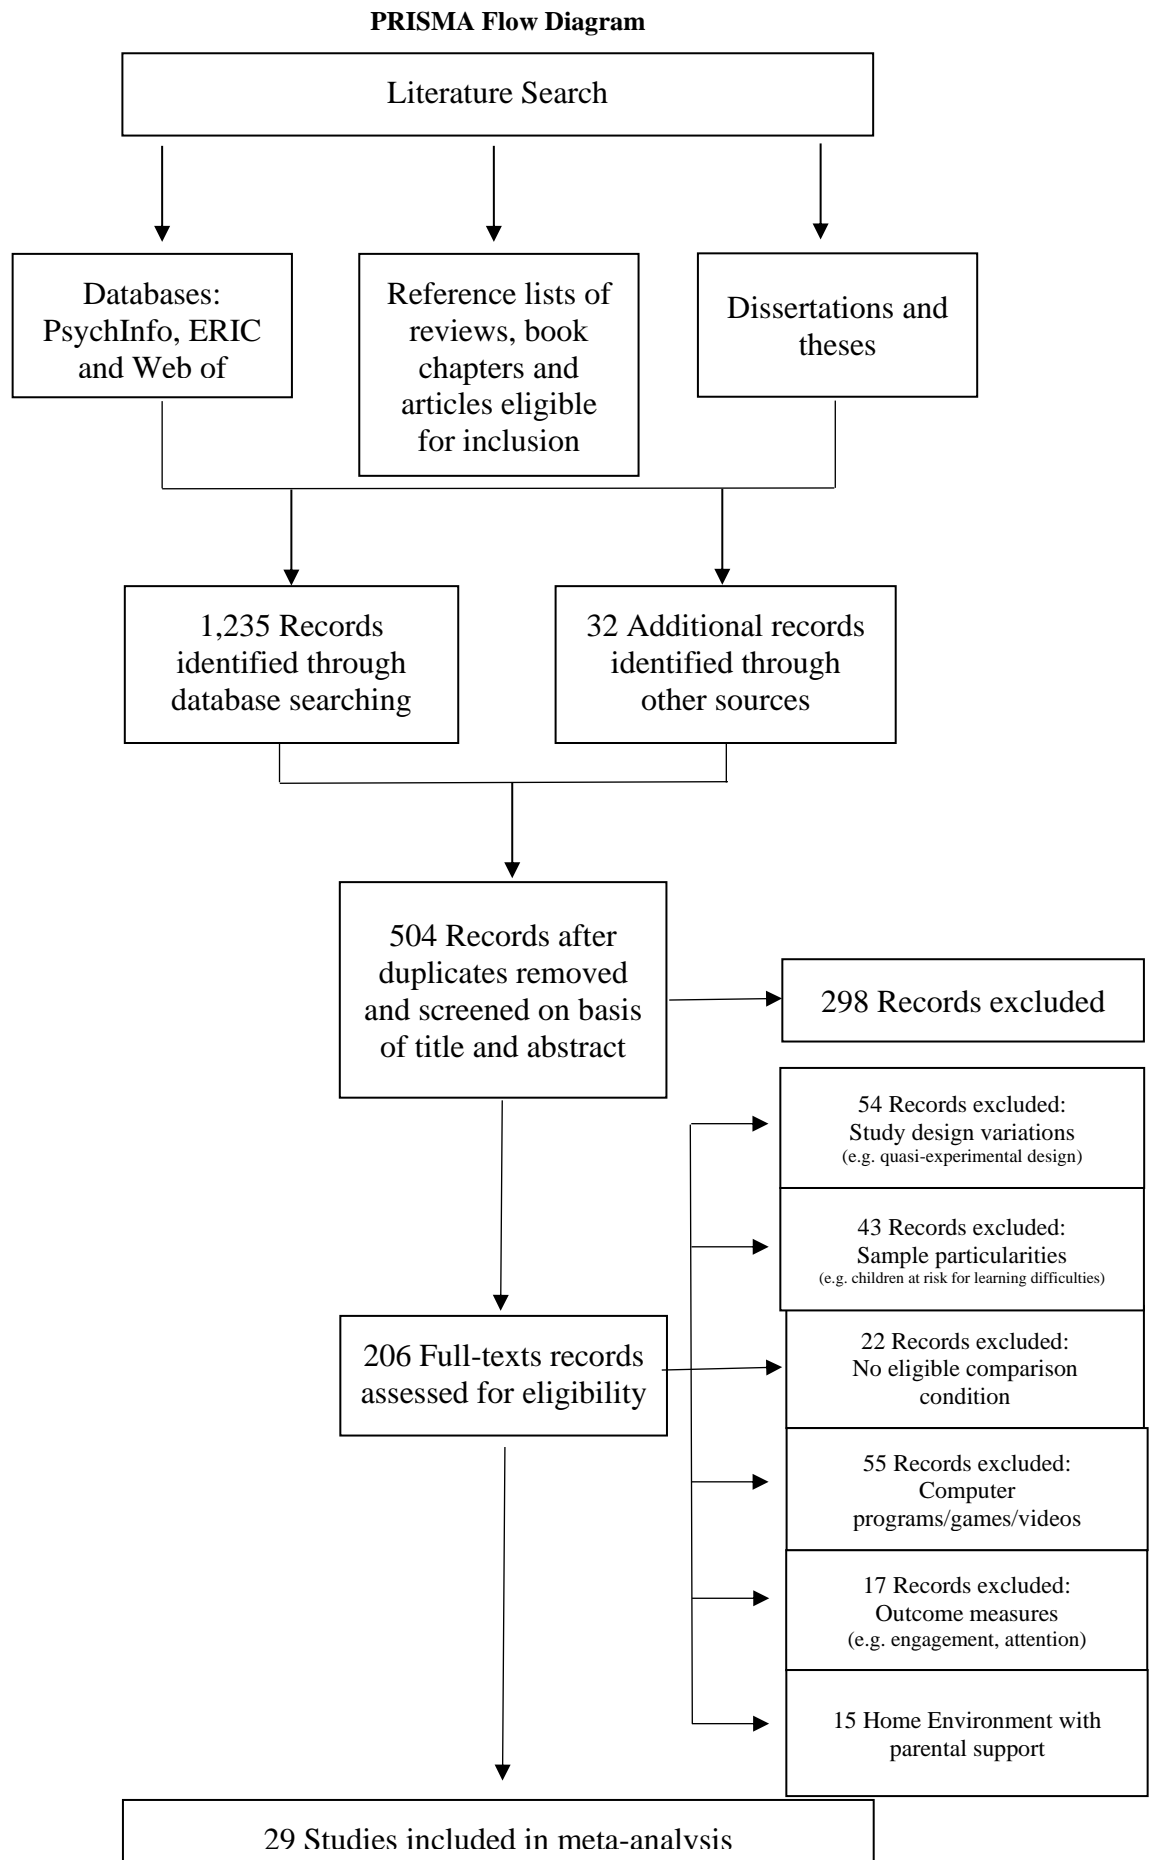 PRISMA Flow Diagram
Literature Search
Databases:
PsychInfo, ERIC
and Web of
Reference lists of
reviews, book
chapters and
articles eligible
for inclusion
Dissertations and
theses
1,235 Records
identified through
database searching
32 Additional records
identified through
other sources
504 Records after
duplicates removed
and screened on basis
of title and abstract
298 Records excluded
54 Records excluded:
Study design variations
(e.g. quasi-experimental design)
43 Records excluded:
Sample particularities
(e.g. children at risk for learning difficulties)
206 Full-texts records
assessed for eligibility
22 Records excluded:
No eligible comparison
condition
55 Records excluded:
Computer
programs/games/videos
17 Records excluded:
Outcome measures
(e.g. engagement, attention)
15 Home Environment with
parental support
29 Studies included in meta-analysis